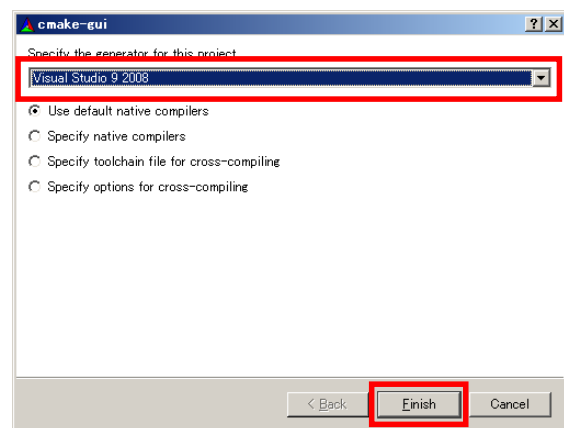 cmake-gui
Specify the generator for this project
Visual Studio 9 2008
Use default native compilers
Specify native compilers
Specify toolchain file for cross-compiling
Specify options for cross-compiling
< Back Finish Cancel